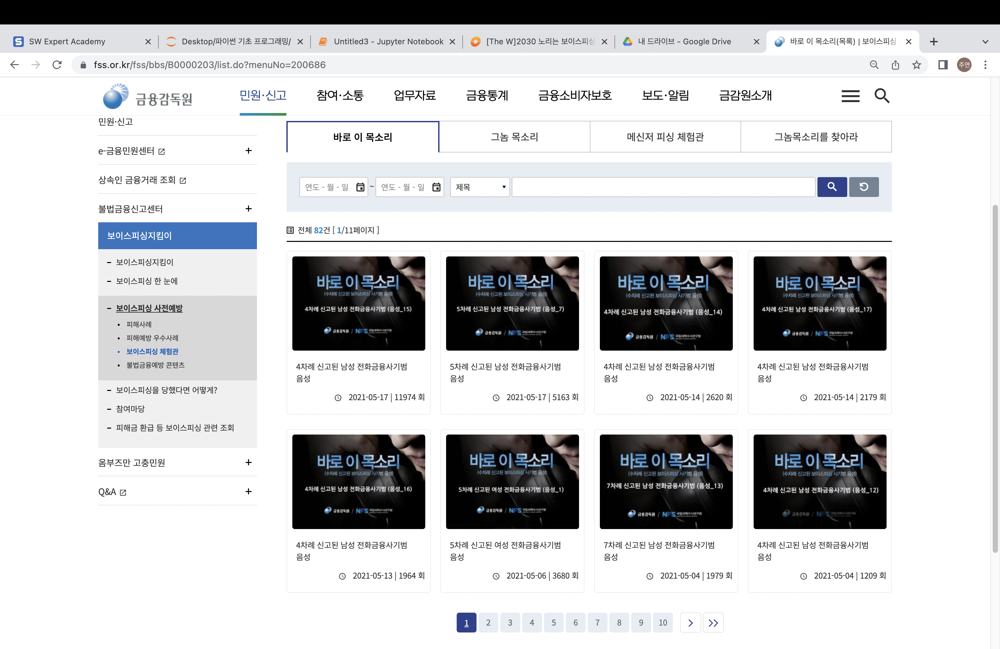 SW Expert Academy
Desktop/파이썬 기초 프로그래밍/
Untitled3 - Jupyter Notebook
[The W]2030 노리는 보이스피싱
내 드라이브 - Google Drive
바로 이 목소리(목록) | 보이스피싱
fss.or.kr/fss/bbs/B0000203/list.do?menuNo=200686
주연
금융감독원
민원·신고
참여·소통
업무자료
금융통계
금융소비자보호
보도·알림
금감원소개
민원·신고
e-금융민원센터
상속인 금융거래 조회
불법금융신고센터
보이스피싱지킴이
보이스피싱지킴이
보이스피싱 한 눈에
보이스피싱 사전예방
피해사례
피해예방 우수사례
보이스피싱 체험관
불법금융예방 콘텐츠
보이스피싱을 당했다면 어떻게?
참여마당
피해금 환급 등 보이스피싱 관련 조회
옴부즈만 고충민원
Q&A
바로 이 목소리
그놈 목소리
메신저 피싱 체험관
그놈목소리를 찾아라
연도 - 월 - 일 ~ 연도 - 월 - 일
제목
전체 82건 [ 1/11페이지 ]
바로 이 목소리
(수차례 신고된 보이스피싱 사기범 음성)
4차례 신고된 남성 전화금융사기범 (음성_15)
금융감독원 / NFS 국립과학수사연구원
4차례 신고된 남성 전화금융사기범
음성
2021-05-17 | 11974 회
바로 이 목소리
(수차례 신고된 보이스피싱 사기범 음성)
5차례 신고된 남성 전화금융사기범 (음성_7)
금융감독원 / NFS 국립과학수사연구원
5차례 신고된 남성 전화금융사기범
음성
2021-05-17 | 5163 회
바로 이 목소리
(수차례 신고된 보이스피싱 사기범 음성)
4차례 신고된 남성 전화금융사기범 (음성_14)
금융감독원 / NFS 국립과학수사연구원
4차례 신고된 남성 전화금융사기범
음성
2021-05-14 | 2620 회
바로 이 목소리
(수차례 신고된 보이스피싱 사기범 음성)
4차례 신고된 남성 전화금융사기범 (음성_17)
금융감독원 / NFS 국립과학수사연구원
4차례 신고된 남성 전화금융사기범
음성
2021-05-14 | 2179 회
바로 이 목소리
(수차례 신고된 보이스피싱 사기범 음성)
4차례 신고된 남성 전화금융사기범 (음성_16)
금융감독원 / NFS 국립과학수사연구원
4차례 신고된 남성 전화금융사기범
음성
2021-05-13 | 1964 회
바로 이 목소리
(수차례 신고된 보이스피싱 사기범 음성)
5차례 신고된 여성 전화금융사기범 (음성_1)
금융감독원 / NFS 국립과학수사연구원
5차례 신고된 여성 전화금융사기범
음성
2021-05-06 | 3680 회
바로 이 목소리
(수차례 신고된 보이스피싱 사기범 음성)
7차례 신고된 남성 전화금융사기범 (음성_13)
금융감독원 / NFS 국립과학수사연구원
7차례 신고된 남성 전화금융사기범
음성
2021-05-04 | 1979 회
바로 이 목소리
(수차례 신고된 보이스피싱 사기범 음성)
4차례 신고된 남성 전화금융사기범 (음성_12)
금융감독원 / NFS 국립과학수사연구원
4차례 신고된 남성 전화금융사기범
음성
2021-05-04 | 1209 회
1 2 3 4 5 6 7 8 9 10